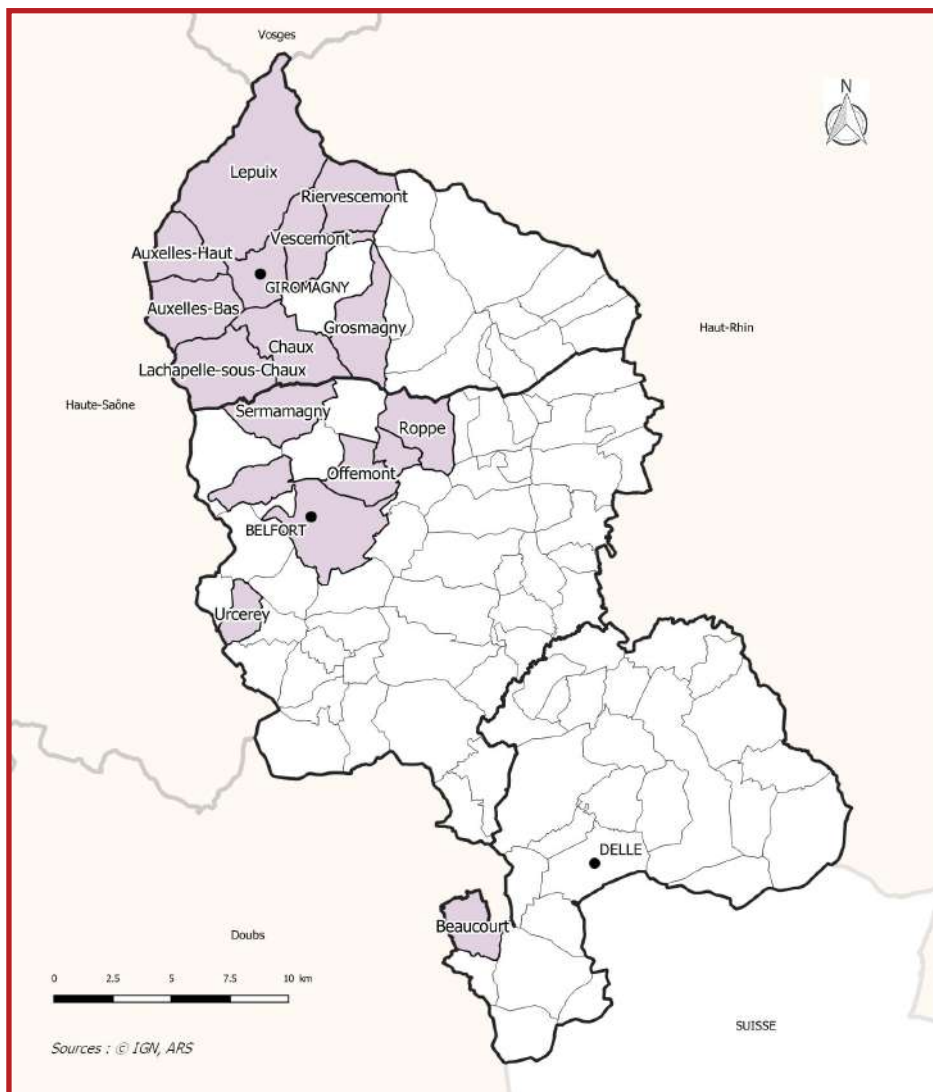 Vosges
N
Lepuix
Riervescemont
Vescemont
Auxelles-Haut
GIROMAGNY
Auxelles-Bas
Grosmagny
Haut-Rhin
Chaux
Lachapelle-sous-Chaux
Haute-Saône
Sermamagny
Roppe
Offemont
BELFORT
Urcerey
DELLE
Beaucourt
Doubs
0 2.5 5 7.5 10 km
SUISSE
Sources : © IGN, ARS